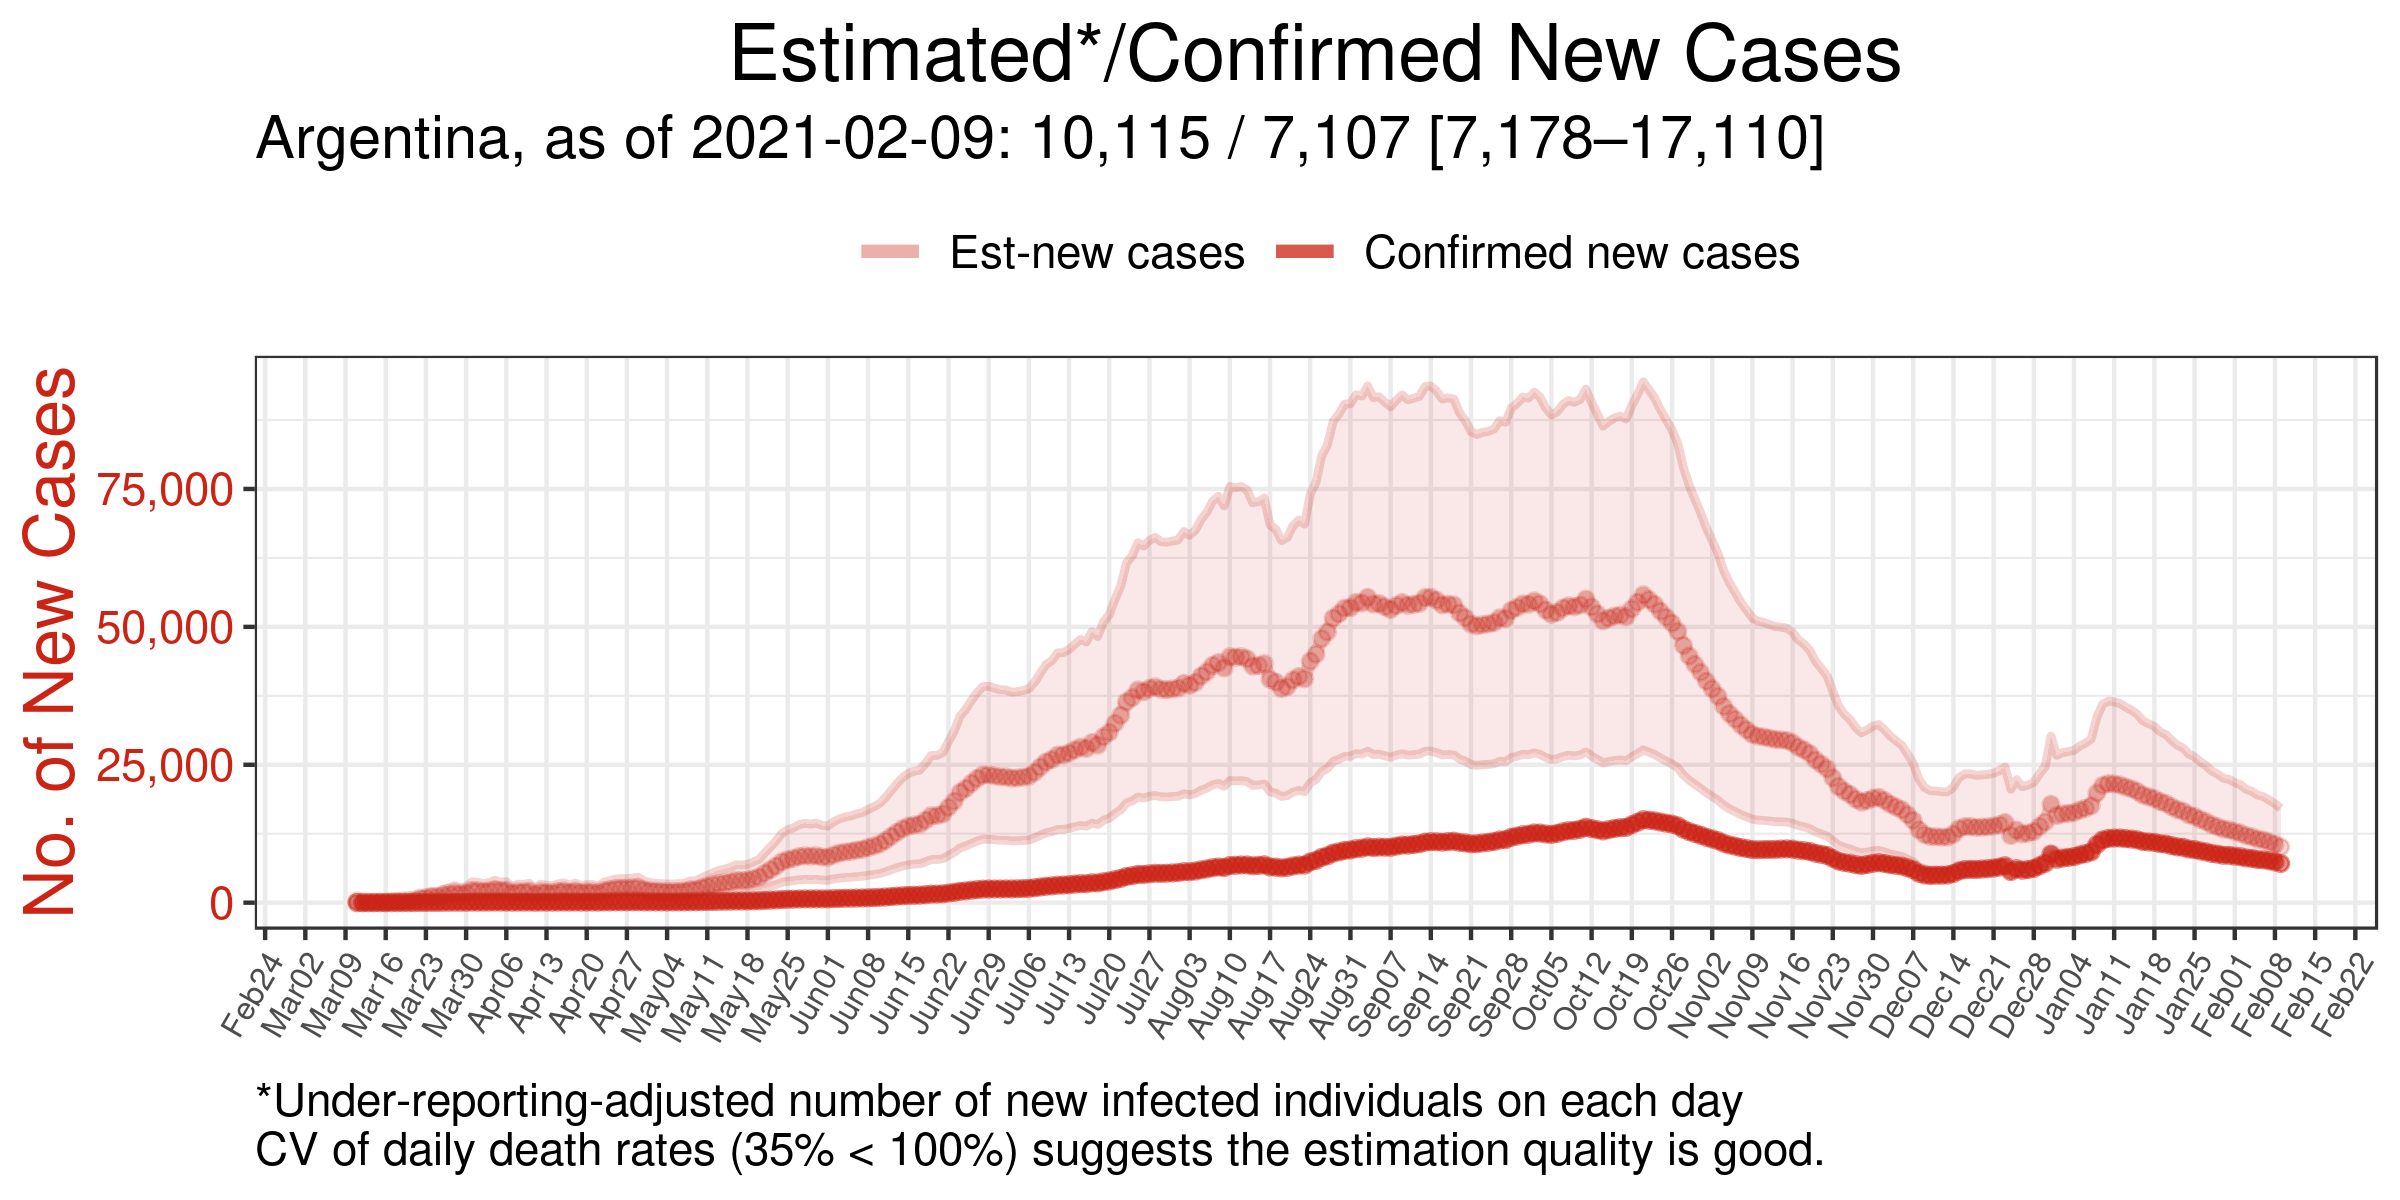 Estimated*/Confirmed New Cases
Argentina, as of 2021-02-09: 10,115 / 7,107 [7,178–17,110]
Est-new cases
Confirmed new cases
No. of New Cases
75,000
50,000
25,000
0
Feb24
Mar02
Mar09
Mar16
Mar23
Mar30
Apr06
Apr13
Apr20
Apr27
May04
May11
May18
May25
Jun01
Jun08
Jun15
Jun22
Jun29
Jul06
Jul13
Jul20
Jul27
Aug03
Aug10
Aug17
Aug24
Aug31
Sep07
Sep14
Sep21
Sep28
Oct05
Oct12
Oct19
Oct26
Nov02
Nov09
Nov16
Nov23
Nov30
Dec07
Dec14
Dec21
Dec28
Jan04
Jan11
Jan18
Jan25
Feb01
Feb08
Feb15
Feb22
*Under-reporting-adjusted number of new infected individuals on each day
CV of daily death rates (35% < 100%) suggests the estimation quality is good.